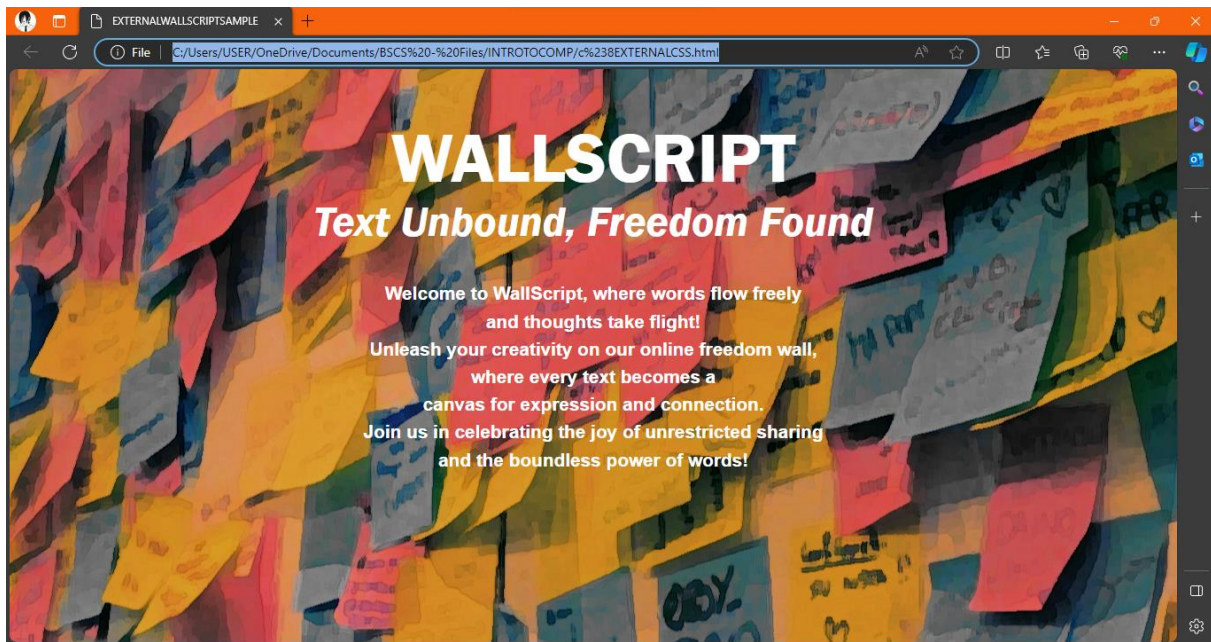 EXTERNALWALLSCRIPTSAMPLE
File
C:/Users/USER/OneDrive/Documents/BSCS%20-%20Files/INTROTOCOMP/c%238EXTERNALCSS.html
WALLSCRIPT
Text Unbound, Freedom Found
Welcome to WallScript, where words flow freely
and thoughts take flight!
Unleash your creativity on our online freedom wall,
where every text becomes a
canvas for expression and connection.
Join us in celebrating the joy of unrestricted sharing
and the boundless power of words!